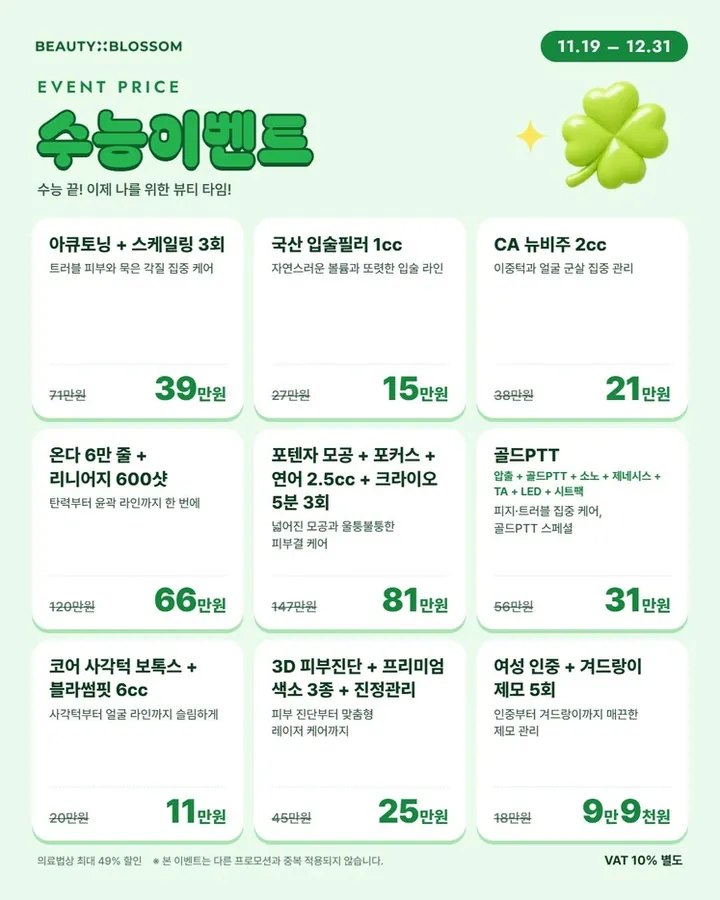 BEAUTY::BLOSSOM
11.19 – 12.31
EVENT PRICE
수능이벤트
수능 끝! 이제 나를 위한 뷰티 타임!
아큐토닝 + 스케일링 3회
트러블 피부와 묵은 각질 집중 케어
71만원
39만원
국산 입술필러 1cc
자연스러운 볼륨과 또렷한 입술 라인
27만원
15만원
CA 뉴비주 2cc
이중턱과 얼굴 군살 집중 관리
38만원
21만원
온다 6만 줄 +
리니어지 600샷
탄력부터 윤곽 라인까지 한 번에
120만원
66만원
포텐자 모공 + 포커스 +
연어 2.5cc + 크라이오
5분 3회
넓어진 모공과 울퉁불퉁한
피부결 케어
147만원
81만원
골드PTT
압출 + 골드PTT + 소노 + 제네시스 +
TA + LED + 시트팩
피지·트러블 집중 케어,
골드PTT 스페셜
56만원
31만원
코어 사각턱 보톡스 +
블라썸핏 6cc
사각턱부터 얼굴 라인까지 슬림하게
20만원
11만원
3D 피부진단 + 프리미엄
색소 3종 + 진정관리
피부 진단부터 맞춤형
레이저 케어까지
45만원
25만원
여성 인중 + 겨드랑이
제모 5회
인중부터 겨드랑이까지 매끈한
제모 관리
18만원
9만9천원
의료법상 최대 49% 할인 ※ 본 이벤트는 다른 프로모션과 중복 적용되지 않습니다.
VAT 10% 별도